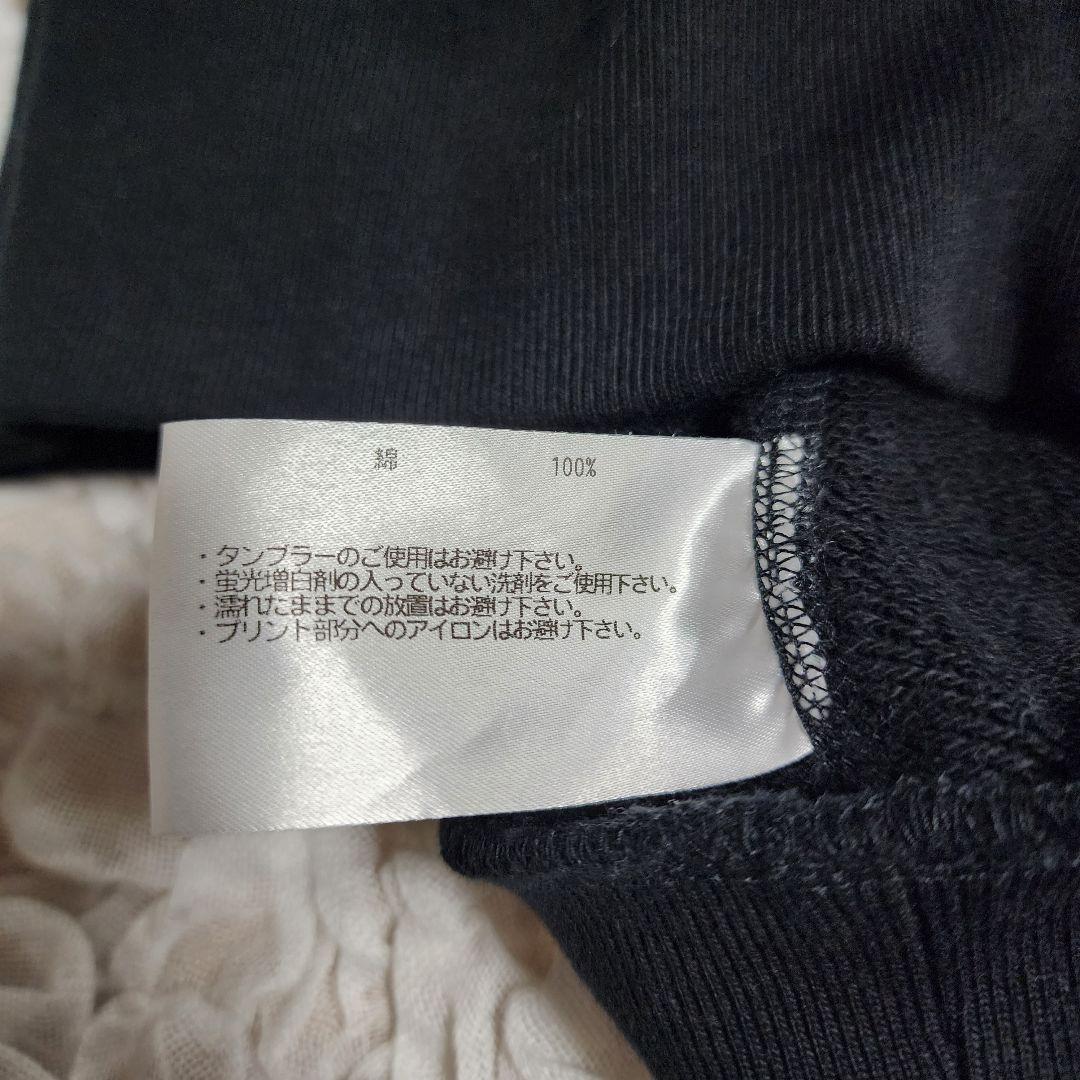 綿 100%
・タンブラーのご使用はお避け下さい。
・蛍光増白剤の入っていない洗剤をご使用下さい。
・濡れたままでの放置はお避け下さい。
・プリント部分へのアイロンはお避け下さい。